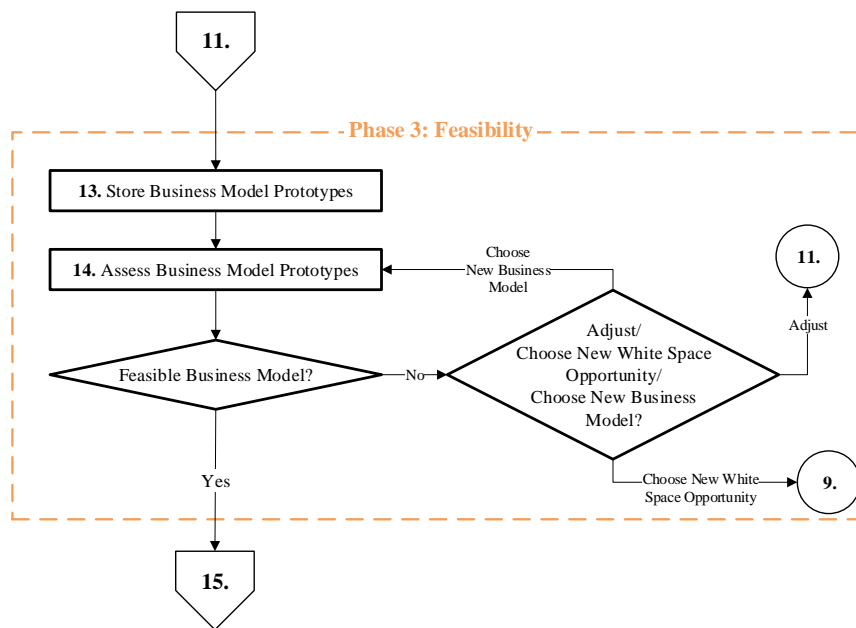 11.
Phase 3: Feasibility
13. Store Business Model Prototypes
14. Assess Business Model Prototypes
Choose
New Business
Model
11.
Adjust
Feasible Business Model?
No
Adjust/
Choose New White Space
Opportunity/
Choose New Business
Model?
Yes
Choose New White
Space Opportunity
9.
15.